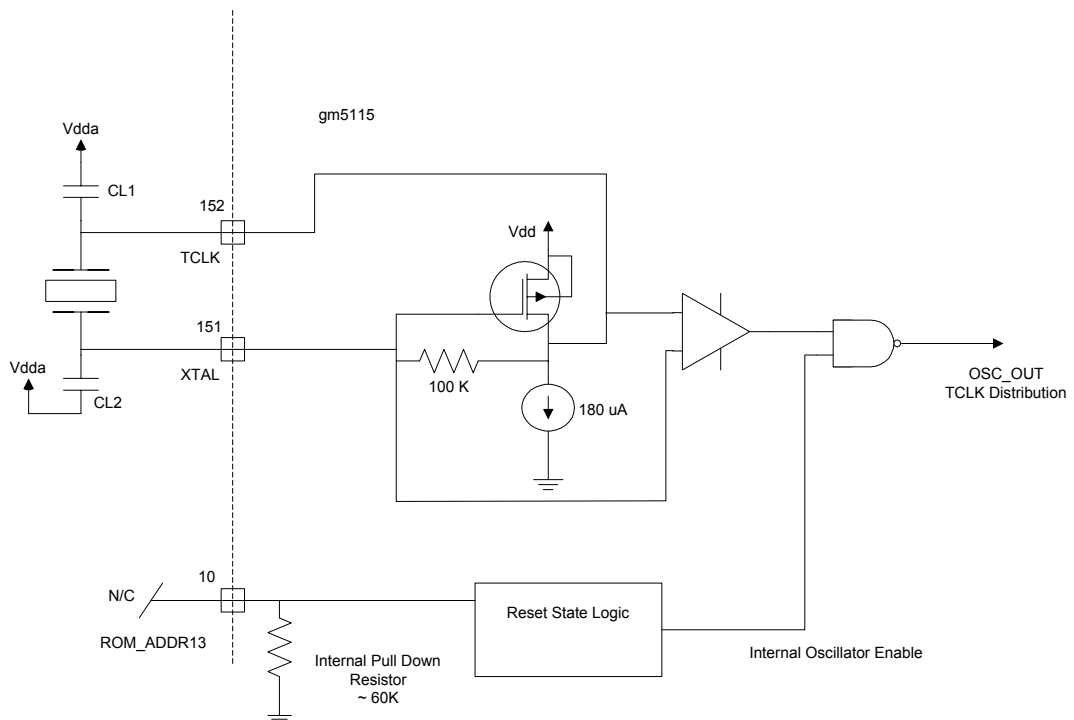 gm5115
Vdda
CL1
152
TCLK
Vdd
151
XTAL
Vdda
CL2
100 K
180 uA
OSC_OUT
TCLK Distribution
10
N/C
ROM_ADDR13
Reset State Logic
Internal Pull Down
Resistor
~ 60K
Internal Oscillator Enable